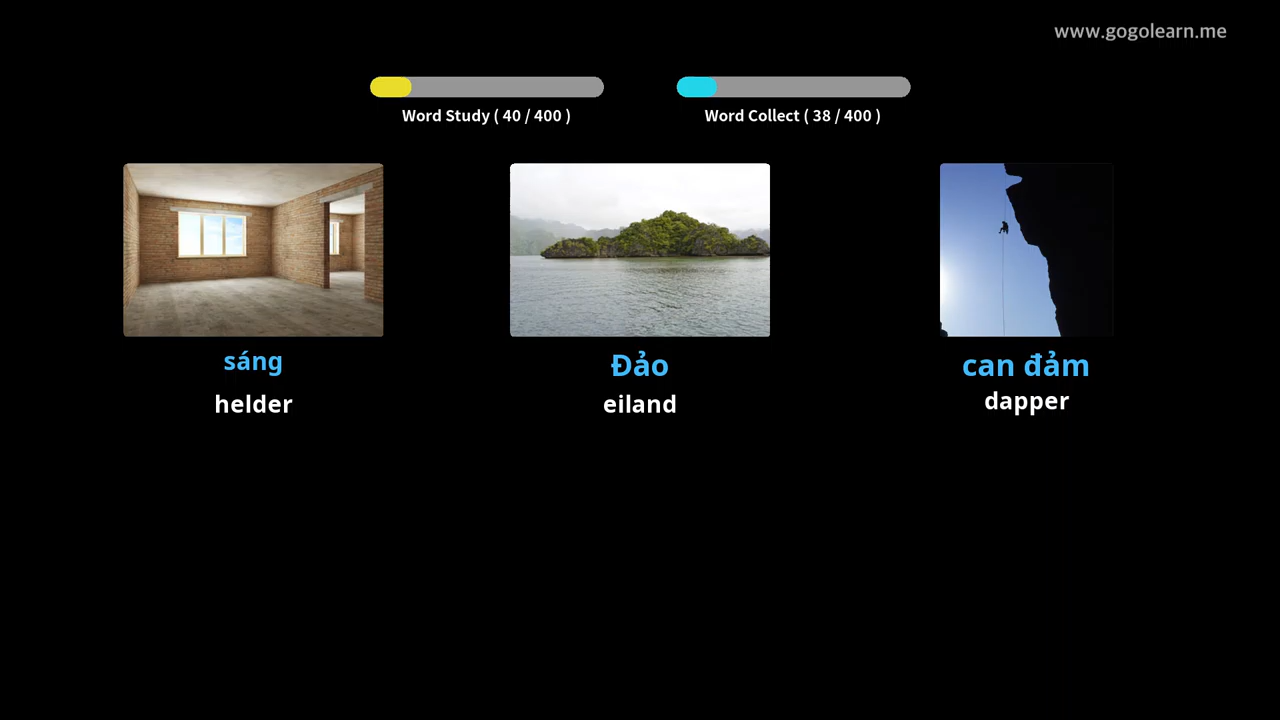 www.gogolearn.me
Word Study ( 40 / 400 )
Word Collect ( 38 / 400 )
sáng
helder
Đảo
eiland
can đảm
dapper